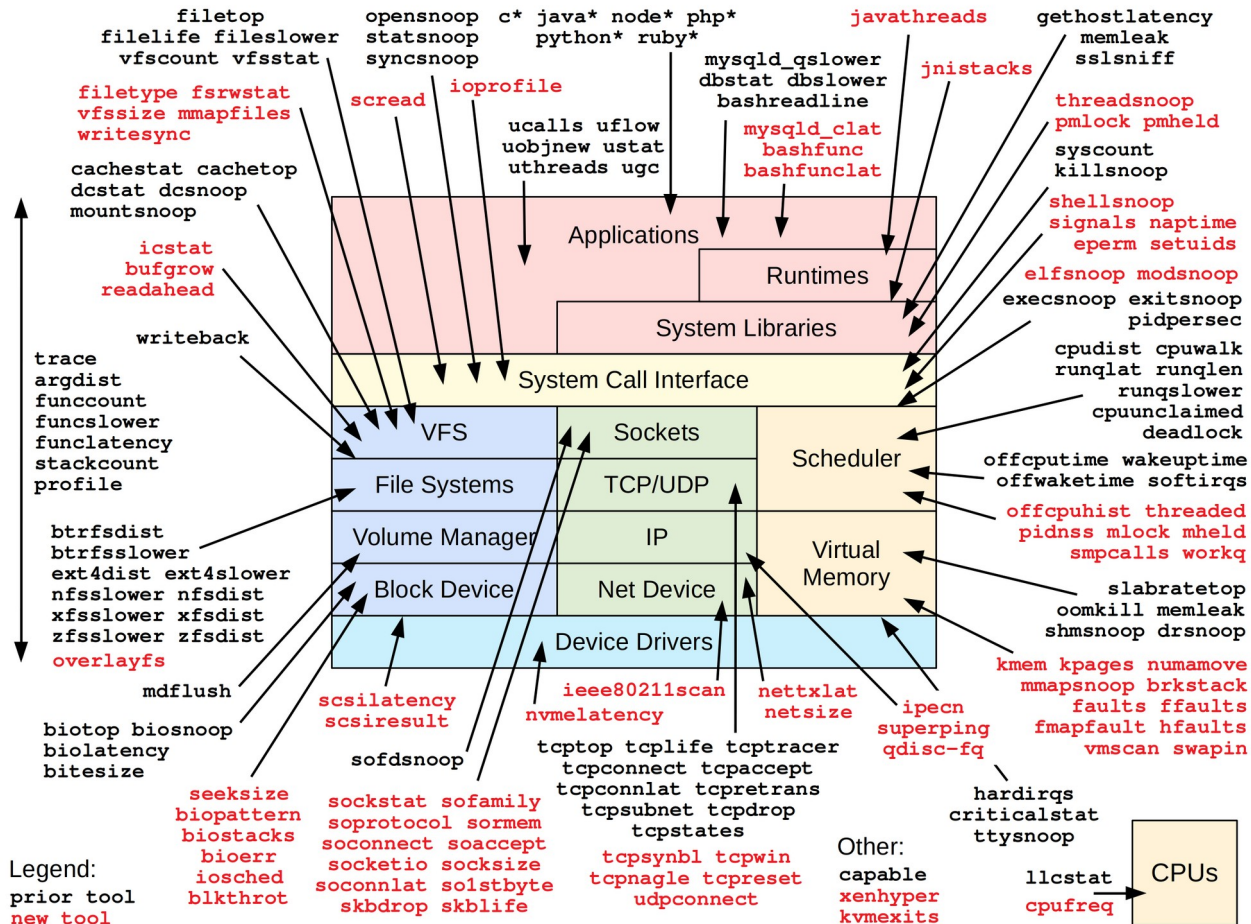 filetop
filelife fileslower
vfscount vfsstat
filetype fsrwstat
vfssize mmapfiles
writesync
cachestat cachetop
dcstat dcsnoop
mountsnoop
icstat
bufgrow
readahead
writeback
trace
argdist
funccount
funcslower
funclatency
stackcount
profile
btrfsdist
btrfsslower
ext4dist ext4slower
nfsslower nfsdist
xfsslower xfsdist
zfsslower zfsdist
overlayfs
mdflush
biotop biosnoop
biolatency
bitesize
seeksize
biopattern
biostacks
bioerr
iosched
blkthrot
Legend:
prior tool
new tool
opensnoop
statsnoop
syncsnoop
scread
ioprofile
c* java* node* php*
python* ruby*
ucalls uflow
uobjnew ustat
uthreads ugc
mysqld_qslower
dbstat dbslower
bashreadline
mysqld_clat
bashfunc
bashfunclat
javathreads
jnistacks
gethostlatency
memleak
sslsniff
threadsnoop
pmlock pmheld
syscount
killsnoop
shellsnoop
signals naptime
eperm setuids
elfsnoop modsnoop
execsnoop exitsnoop
pidpersec
cpudist cpuwalk
runqlat runqlen
runqslower
cpuunclaimed
deadlock
offcputime wakeuptime
offwaketime softirqs
offcpuhist threaded
pidnss mlock mheld
smpcalls workq
slabratetop
oomkill memleak
shmsnoop drsnoop
kmem kpages numamove
mmapsnoop brkstack
faults ffaults
fmapfault hfaults
vmscan swapin
Applications
Runtimes
System Libraries
System Call Interface
VFS
Sockets
Scheduler
File Systems
TCP/UDP
Volume Manager
IP
Virtual
Memory
Block Device
Net Device
Device Drivers
scsilatency
scsiresult
nvmelatency
ieee80211scan
nettxlat
netsize
ipecn
superping
qdisc-fq
sofdsnoop
sockstat sofamily
soprotocol sormem
soconnect soaccept
socketio socksize
soconnlat so1stbyte
skbdrop skblife
tcptop tcplife tcptracer
tcpconnect tcpaccept
tcpconnlat tcpretrans
tcpsubnet tcpdrop
tcpstates
tcpsynbl tcpwin
tcpnagle tcpreset
udpconnect
hardirqs
criticalstat
ttysnoop
Other:
capable
xenhyper
kvmexits
llcstat
cpufreq
CPUs